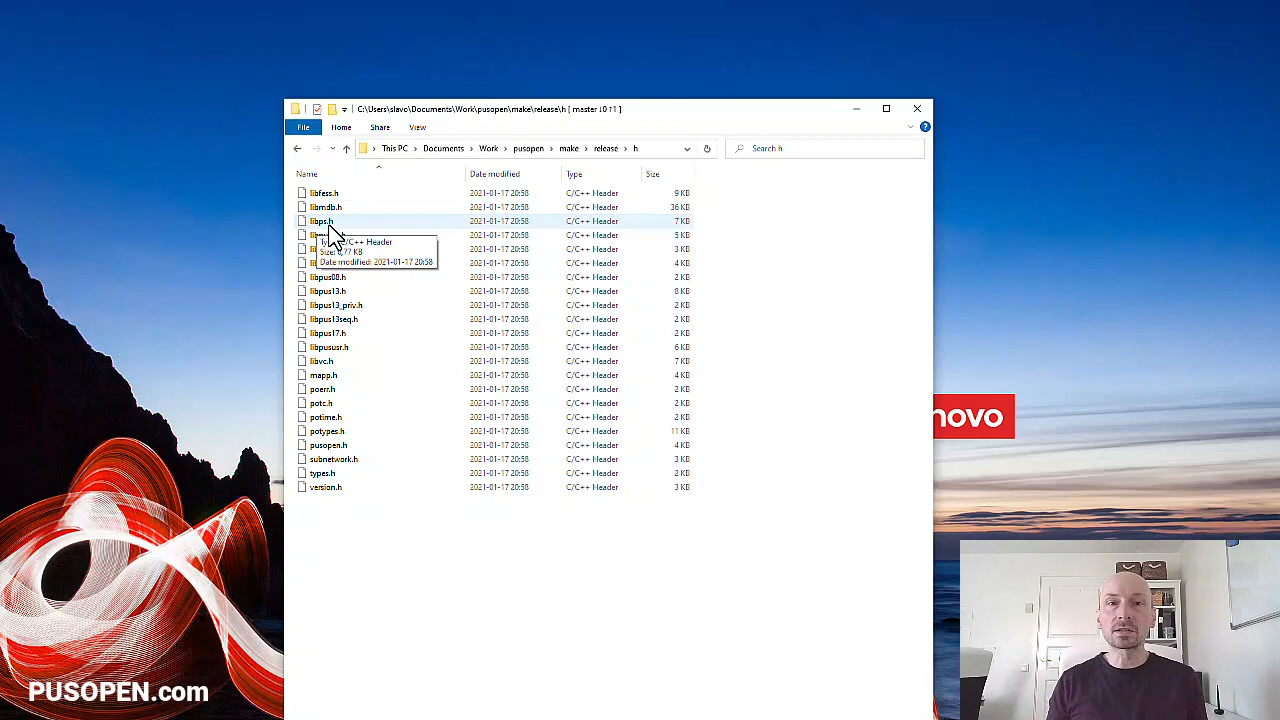 C:\Users\slavo\Documents\Work\pusopen\make\release\h [ master ↓0 ↑1 ]
File Home Share View
This PC > Documents > Work > pusopen > make > release > h
Search h
Name Date modified Type Size
libfess.h 2021-01-17 20:58 C/C++ Header 9 KB
libmdb.h 2021-01-17 20:58 C/C++ Header 36 KB
libps.h 2021-01-17 20:58 C/C++ Header 7 KB
2021-01-17 20:58 C/C++ Header 5 KB
C/C++ Header
2021-01-17 20:58 C/C++ Header 3 KB
Size: 6,77 KB
Date modified: 2021-01-17 20:58
2021-01-17 20:58 C/C++ Header 4 KB
libpus08.h 2021-01-17 20:58 C/C++ Header 2 KB
libpus13.h 2021-01-17 20:58 C/C++ Header 8 KB
libpus13_priv.h 2021-01-17 20:58 C/C++ Header 2 KB
libpus13seq.h 2021-01-17 20:58 C/C++ Header 2 KB
libpus17.h 2021-01-17 20:58 C/C++ Header 2 KB
libpususr.h 2021-01-17 20:58 C/C++ Header 6 KB
libvc.h 2021-01-17 20:58 C/C++ Header 7 KB
mapp.h 2021-01-17 20:58 C/C++ Header 4 KB
poerr.h 2021-01-17 20:58 C/C++ Header 2 KB
potc.h 2021-01-17 20:58 C/C++ Header 2 KB
potime.h 2021-01-17 20:58 C/C++ Header 2 KB
potypes.h 2021-01-17 20:58 C/C++ Header 11 KB
pusopen.h 2021-01-17 20:58 C/C++ Header 4 KB
subnetwork.h 2021-01-17 20:58 C/C++ Header 3 KB
types.h 2021-01-17 20:58 C/C++ Header 2 KB
version.h 2021-01-17 20:58 C/C++ Header 3 KB
novo
PUSOPEN.com